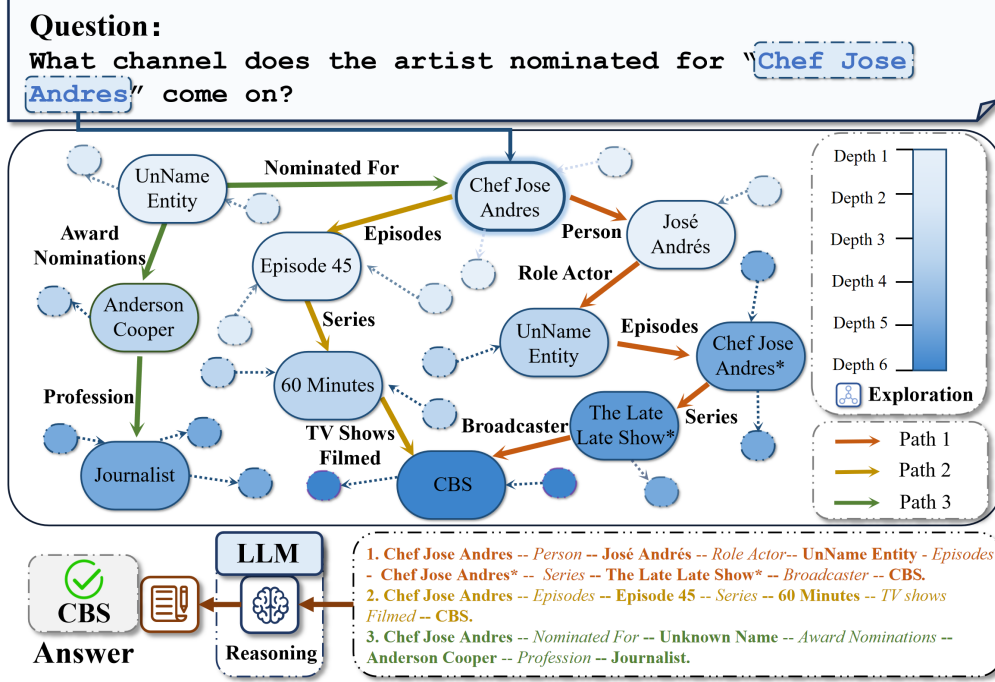 Question:
What channel does the artist nominated for “Chef Jose
Andres” come on?
UnName
Entity
Nominated For
Chef Jose
Andres
Award
Nominations
Episodes
Person
José
Andrés
Episode 45
Role Actor
Anderson
Cooper
Series
UnName
Entity
Episodes
Chef Jose
Andres*
Profession
60 Minutes
TV Shows
Filmed
Broadcaster
The Late
Late Show*
Series
Journalist
CBS
Depth 1
Depth 2
Depth 3
Depth 4
Depth 5
Depth 6
Exploration
Path 1
Path 2
Path 3
CBS
Answer
LLM
Reasoning
1. Chef Jose Andres -- Person -- José Andrés -- Role Actor-- UnName Entity - Episodes
- Chef Jose Andres* -- Series -- The Late Late Show* -- Broadcaster -- CBS.
2. Chef Jose Andres -- Episodes -- Episode 45 -- Series -- 60 Minutes -- TV shows
Filmed -- CBS.
3. Chef Jose Andres -- Nominated For -- Unknown Name -- Award Nominations --
Anderson Cooper -- Profession -- Journalist.